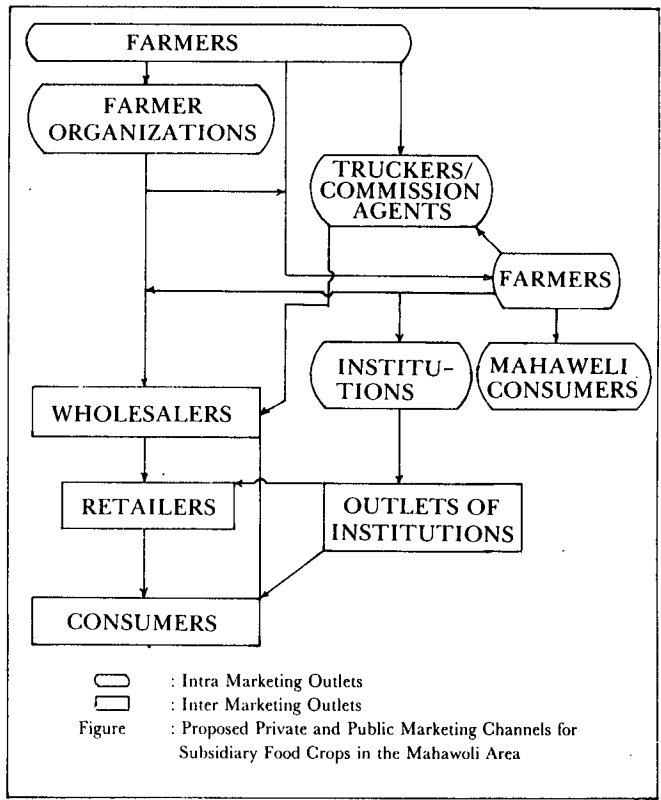 FARMERS
FARMER
ORGANIZATIONS
TRUCKERS/
COMMISSION
AGENTS
FARMERS
INSTITU-
TIONS
MAHAWELI
CONSUMERS
WHOLESALERS
RETAILERS
OUTLETS OF
INSTITUTIONS
CONSUMERS
: Intra Marketing Outlets
: Inter Marketing Outlets
Figure : Proposed Private and Public Marketing Channels for
Subsidiary Food Crops in the Mahawoli Area